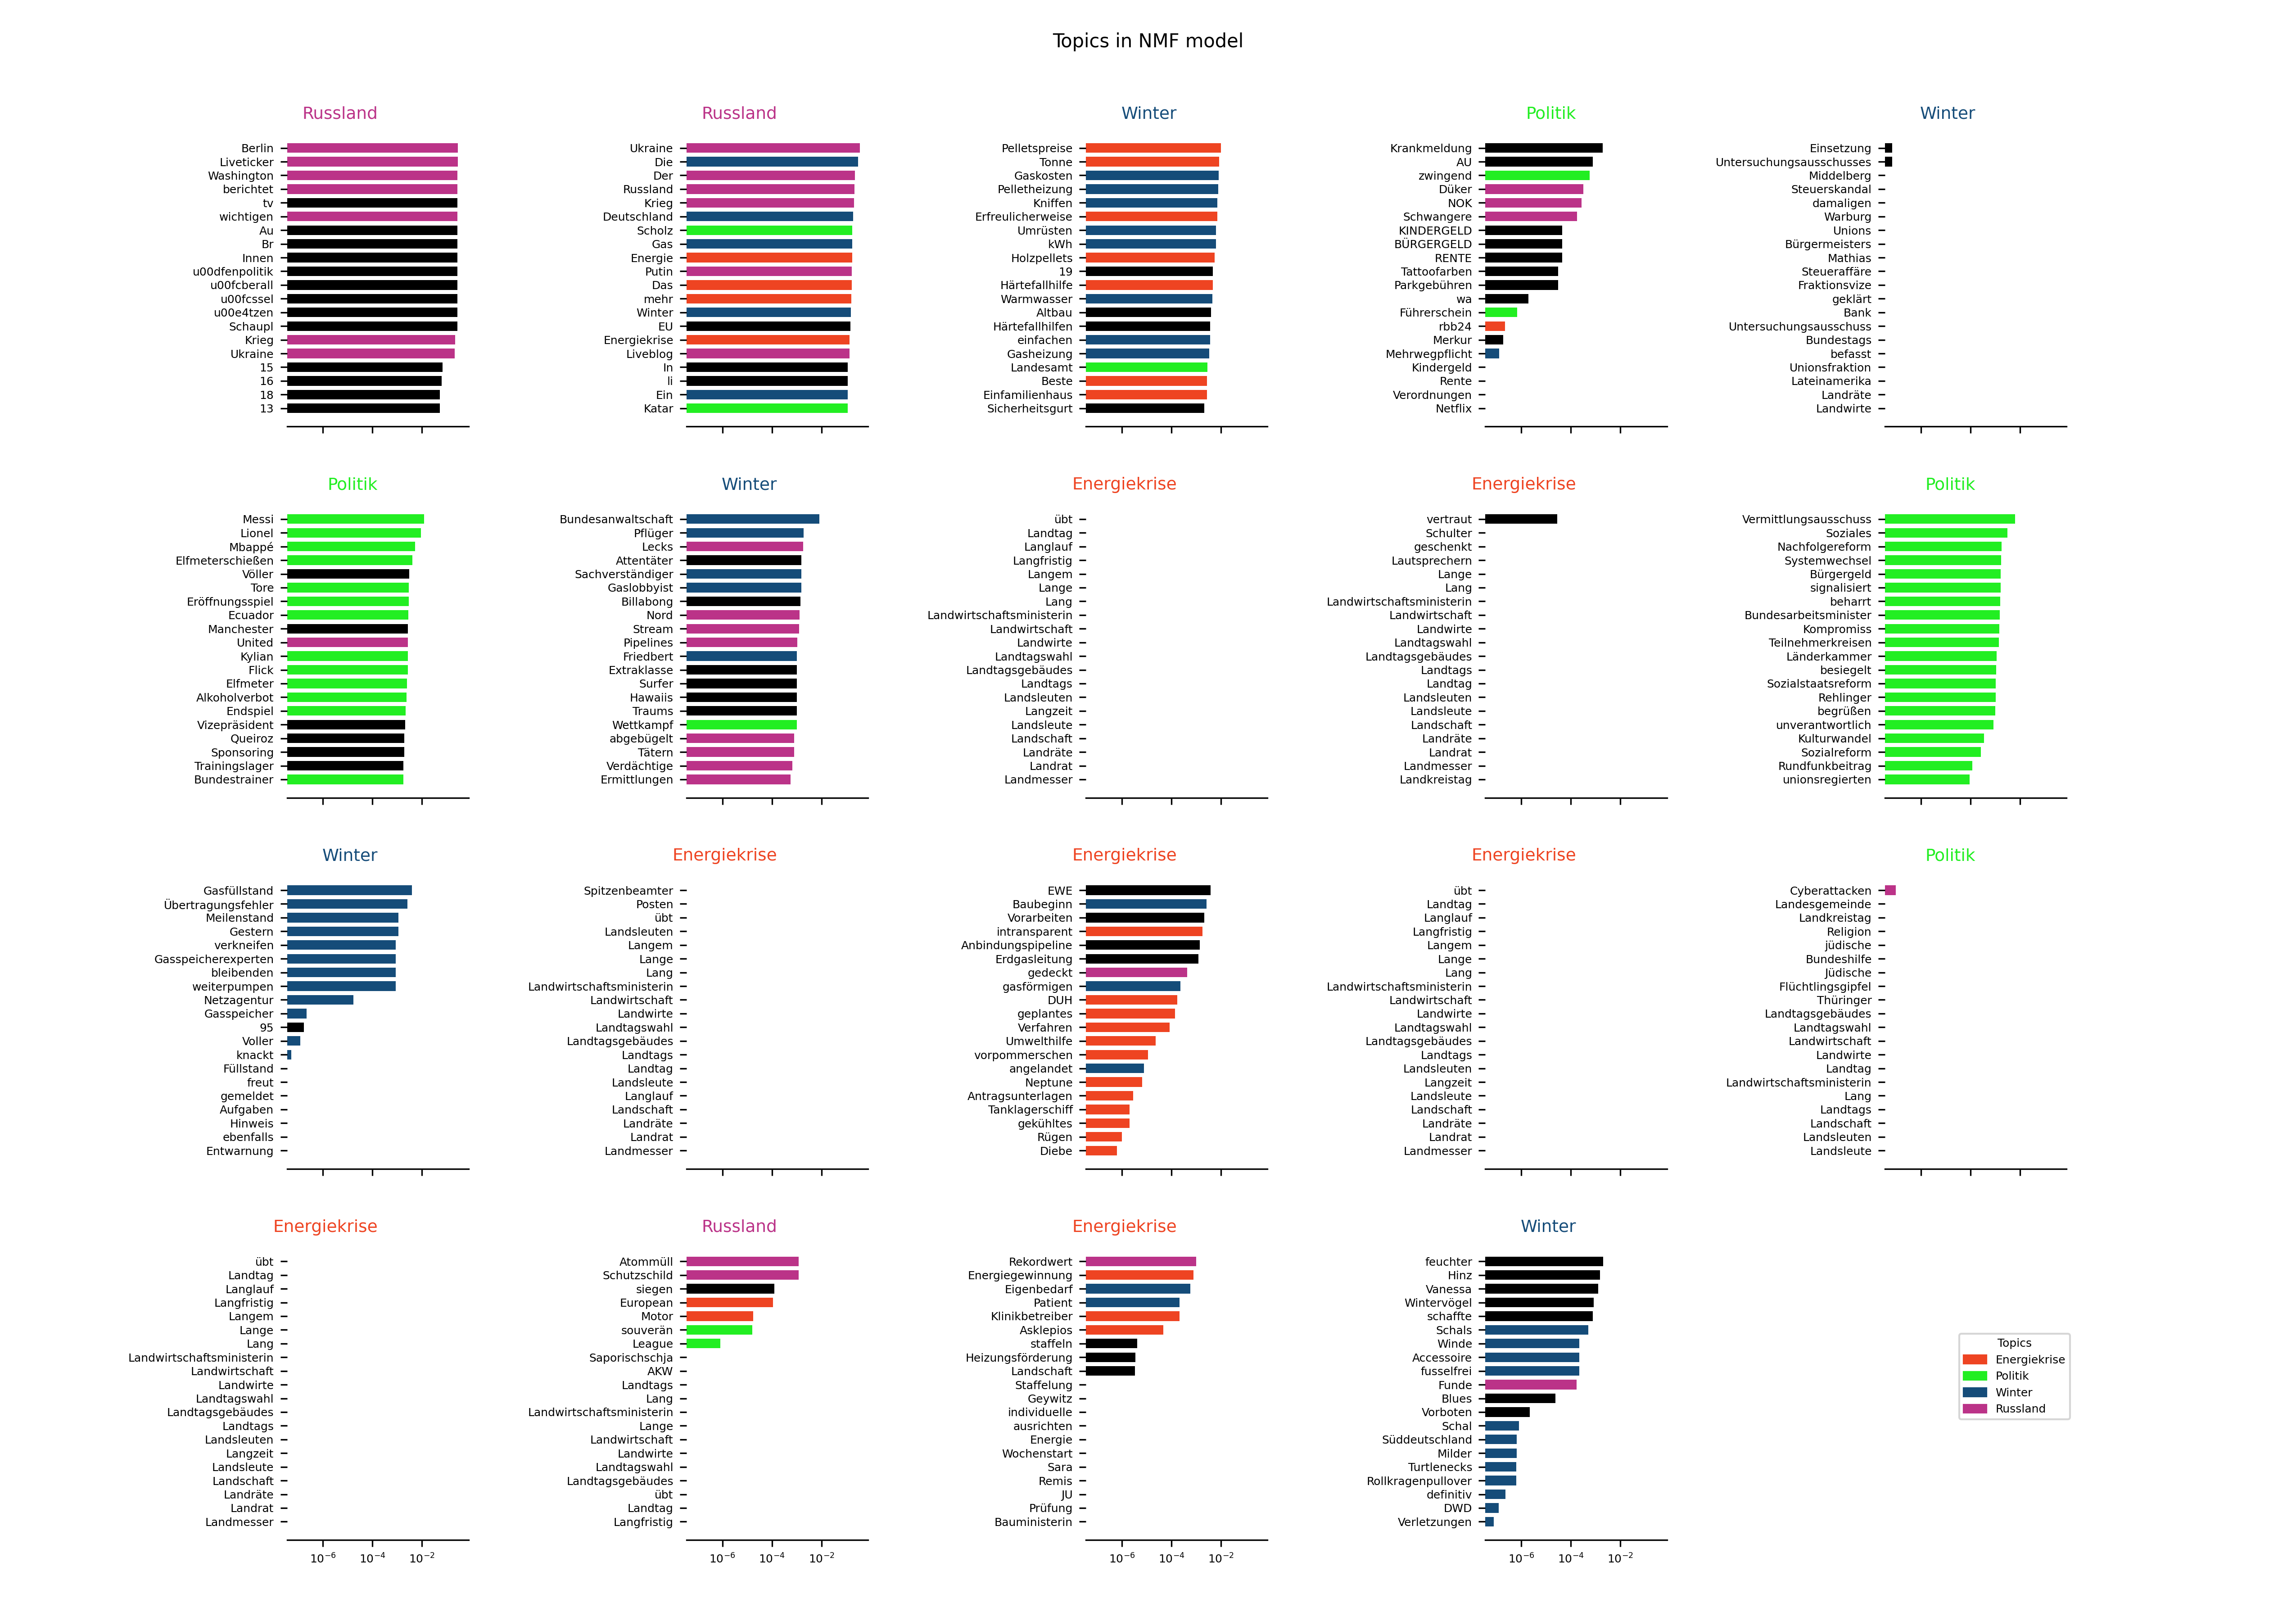 Topics in NMF model
Russland
Berlin
Liveticker
Washington
berichtet
tv
wichtigen
Au
Br
Innen
u00dfenpolitik
u00fcberall
u00fcssel
u00e4tzen
Schaupl
Krieg
Ukraine
15
16
18
13
Russland
Ukraine
Die
Der
Russland
Krieg
Deutschland
Scholz
Gas
Energie
Putin
Das
mehr
Winter
EU
Energiekrise
Liveblog
In
li
Ein
Katar
Winter
Pelletspreise
Tonne
Gaskosten
Pelletheizung
Kniffen
Erfreulicherweise
Umrüsten
kWh
Holzpellets
19
Härtefallhilfe
Warmwasser
Altbau
Härtefallhilfen
einfachen
Gasheizung
Landesamt
Beste
Einfamilienhaus
Sicherheitsgurt
Politik
Krankmeldung
AU
zwingend
Düker
NOK
Schwangere
KINDERGELD
BÜRGERGELD
RENTE
Tattoofarben
Parkgebühren
wa
Führerschein
rbb24
Merkur
Mehrwegpflicht
Kindergeld
Rente
Verordnungen
Netflix
Winter
Einsetzung
Untersuchungsausschusses
Middelberg
Steuerskandal
damaligen
Warburg
Unions
Bürgermeisters
Mathias
Steueraffäre
Fraktionsvize
geklärt
Bank
Untersuchungsausschuss
Bundestags
befasst
Unionsfraktion
Lateinamerika
Landräte
Landwirte
Politik
Messi
Lionel
Mbappé
Elfmeterschießen
Völler
Tore
Eröffnungsspiel
Ecuador
Manchester
United
Kylian
Flick
Elfmeter
Alkoholverbot
Endspiel
Vizepräsident
Queiroz
Sponsoring
Trainingslager
Bundestrainer
Winter
Bundesanwaltschaft
Pflüger
Lecks
Attentäter
Sachverständiger
Gaslobbyist
Billabong
Nord
Stream
Pipelines
Friedbert
Extraklasse
Surfer
Hawaiis
Traums
Wettkampf
abgebügelt
Tätern
Verdächtige
Ermittlungen
Energiekrise
übt
Landtag
Langlauf
Langfristig
Langem
Lange
Lang
Landwirtschaftsministerin
Landwirtschaft
Landwirte
Landtagswahl
Landtagsgebäudes
Landtags
Landsleuten
Langzeit
Landsleute
Landschaft
Landräte
Landrat
Landmesser
Energiekrise
vertraut
Schulter
geschenkt
Lautsprechern
Lange
Lang
Landwirtschaftsministerin
Landwirtschaft
Landwirte
Landtagswahl
Landtagsgebäudes
Landtags
Landtag
Landsleuten
Landsleute
Landschaft
Landräte
Landrat
Landmesser
Landkreistag
Politik
Vermittlungsausschuss
Soziales
Nachfolgereform
Systemwechsel
Bürgergeld
signalisiert
beharrt
Bundesarbeitsminister
Kompromiss
Teilnehmerkreisen
Länderkammer
besiegelt
Sozialstaatsreform
Rehlinger
begrüßen
unverantwortlich
Kulturwandel
Sozialreform
Rundfunkbeitrag
unionsregierten
Winter
Gasfüllstand
Übertragungsfehler
Meilenstand
Gestern
verkneifen
Gasspeicherexperten
bleibenden
weiterpumpen
Netzagentur
Gasspeicher
95
Voller
knackt
Füllstand
freut
gemeldet
Aufgaben
Hinweis
ebenfalls
Entwarnung
Energiekrise
Spitzenbeamter
Posten
übt
Landsleuten
Langem
Lange
Lang
Landwirtschaftsministerin
Landwirtschaft
Landwirte
Landtagswahl
Landtagsgebäudes
Landtags
Landtag
Landsleute
Langlauf
Landschaft
Landräte
Landrat
Landmesser
Energiekrise
EWE
Baubeginn
Vorarbeiten
intransparent
Anbindungspipeline
Erdgasleitung
gedeckt
gasförmigen
DUH
geplantes
Verfahren
Umwelthilfe
vorpommerschen
angelandet
Neptune
Antragsunterlagen
Tanklagerschiff
gekühltes
Rügen
Diebe
Energiekrise
übt
Landtag
Langlauf
Langfristig
Langem
Lange
Lang
Landwirtschaftsministerin
Landwirtschaft
Landwirte
Landtagswahl
Landtagsgebäudes
Landtags
Landsleuten
Langzeit
Landsleute
Landschaft
Landräte
Landrat
Landmesser
Politik
Cyberattacken
Landesgemeinde
Landkreistag
Religion
jüdische
Bundeshilfe
Jüdische
Flüchtlingsgipfel
Thüringer
Landtagsgebäudes
Landtagswahl
Landwirtschaft
Landwirte
Landtag
Landwirtschaftsministerin
Lang
Landtags
Landschaft
Landsleuten
Landsleute
Energiekrise
übt
Landtag
Langlauf
Langfristig
Langem
Lange
Lang
Landwirtschaftsministerin
Landwirtschaft
Landwirte
Landtagswahl
Landtagsgebäudes
Landtags
Landsleuten
Langzeit
Landsleute
Landschaft
Landräte
Landrat
Landmesser
10⁻⁶ 10⁻⁴ 10⁻²
Russland
Atommüll
Schutzschild
siegen
European
Motor
souverän
League
Saporischschja
AKW
Landtags
Lang
Landwirtschaftsministerin
Lange
Landwirtschaft
Landwirte
Landtagswahl
Landtagsgebäudes
übt
Landtag
Langfristig
10⁻⁶ 10⁻⁴ 10⁻²
Energiekrise
Rekordwert
Energiegewinnung
Eigenbedarf
Patient
Klinikbetreiber
Asklepios
staffeln
Heizungsförderung
Landschaft
Staffelung
Geywitz
individuelle
ausrichten
Energie
Wochenstart
Sara
Remis
JU
Prüfung
Bauministerin
10⁻⁶ 10⁻⁴ 10⁻²
Winter
feuchter
Hinz
Vanessa
Wintervögel
schaffte
Schals
Winde
Accessoire
fusselfrei
Funde
Blues
Vorboten
Schal
Süddeutschland
Milder
Turtlenecks
Rollkragenpullover
definitiv
DWD
Verletzungen
10⁻⁶ 10⁻⁴ 10⁻²
Topics
Energiekrise
Politik
Winter
Russland